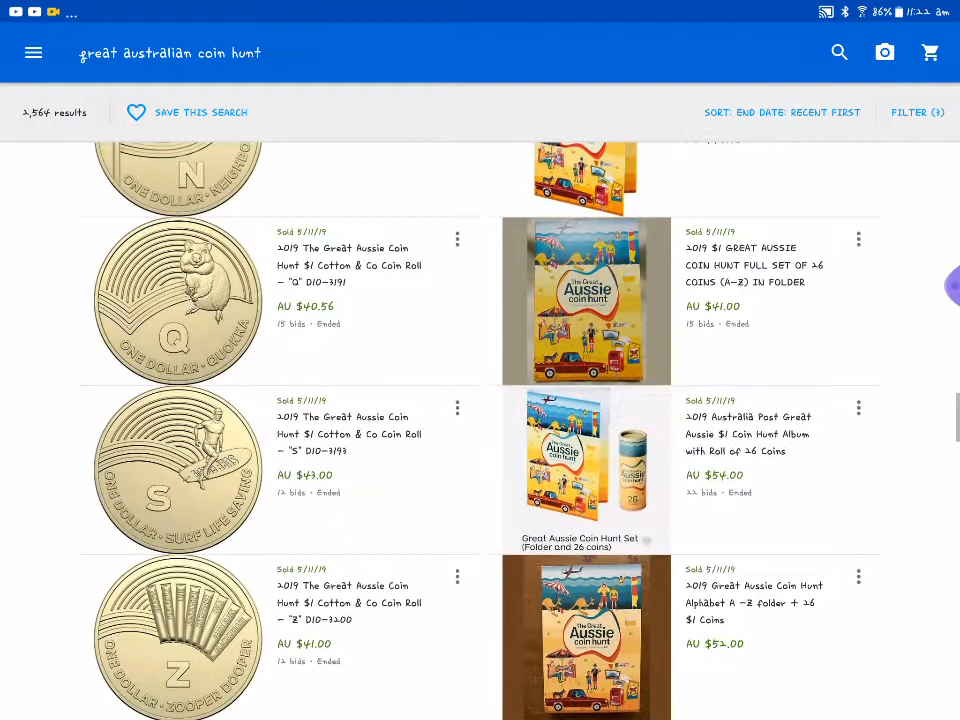 ...
86% 11:22 am
great australian coin hunt
2,564 results
SAVE THIS SEARCH
SORT: END DATE: RECENT FIRST
FILTER (3)
N
ONE DOLLAR · NEIGHBO
Sold 5/11/19
2019 The Great Aussie Coin
Hunt $1 Cotton & Co Coin Roll
- "Q" D10-3191
AU $40.56
15 bids · Ended
Q
ONE DOLLAR · QUOKKA
The Great
Aussie
coin hunt
Sold 5/11/19
2019 $1 GREAT AUSSIE
COIN HUNT FULL SET OF 26
COINS (A-Z) IN FOLDER
AU $41.00
15 bids · Ended
Sold 5/11/19
2019 The Great Aussie Coin
Hunt $1 Cotton & Co Coin Roll
- "S" D10-3193
AU $43.00
12 bids · Ended
S
ONE DOLLAR · SURF LIFE SAVING
Aussie
coin hunt
Aussie
26
Great Aussie Coin Hunt Set
(Folder and 26 coins)
Sold 5/11/19
2019 Australia Post Great
Aussie $1 Coin Hunt Album
with Roll of 26 Coins
AU $54.00
22 bids · Ended
Sold 5/11/19
2019 The Great Aussie Coin
Hunt $1 Cotton & Co Coin Roll
- "Z" D10-3200
AU $41.00
12 bids · Ended
Z
ONE DOLLAR · ZOOPER DOOPER
The Great
Aussie
coin hunt
Sold 5/11/19
2019 Great Aussie Coin Hunt
Alphabet A -Z folder + 26
$1 Coins
AU $52.00